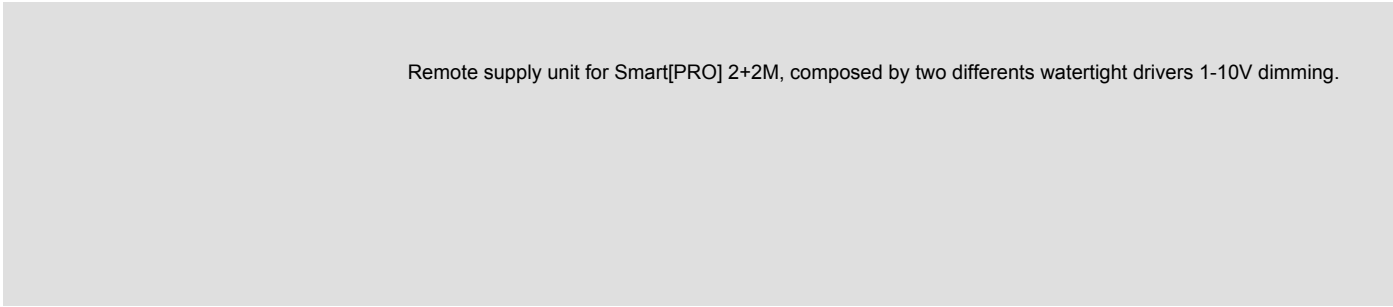 Remote supply unit for Smart[PRO] 2+2M, composed by two differents watertight drivers 1-10V dimming.